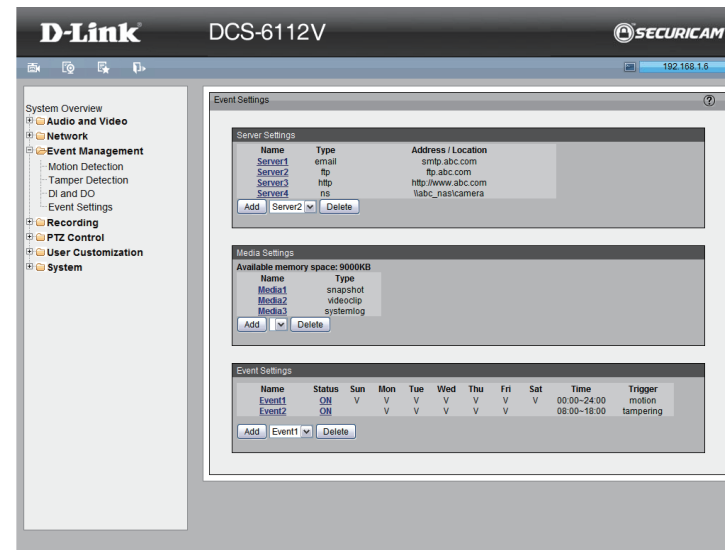 D-Link DCS-6112V SECURICAM
192.168.1.6
System Overview
Audio and Video
Network
Event Management
Motion Detection
Tamper Detection
DI and DO
Event Settings
Recording
PTZ Control
User Customization
System
Event Settings ?
Server Settings
Name Type Address / Location
Server1 email smtp.abc.com
Server2 ftp ftp.abc.com
Server3 http http://www.abc.com
Server4 ns \\abc_nas\camera
Add Server2 Delete
Media Settings
Available memory space: 9000KB
Name Type
Media1 snapshot
Media2 videoclip
Media3 systemlog
Add Delete
Event Settings
Name Status Sun Mon Tue Wed Thu Fri Sat Time Trigger
Event1 ON V V V V V V V 00:00~24:00 motion
Event2 ON V V V V V 08:00~18:00 tampering
Add Event1 Delete